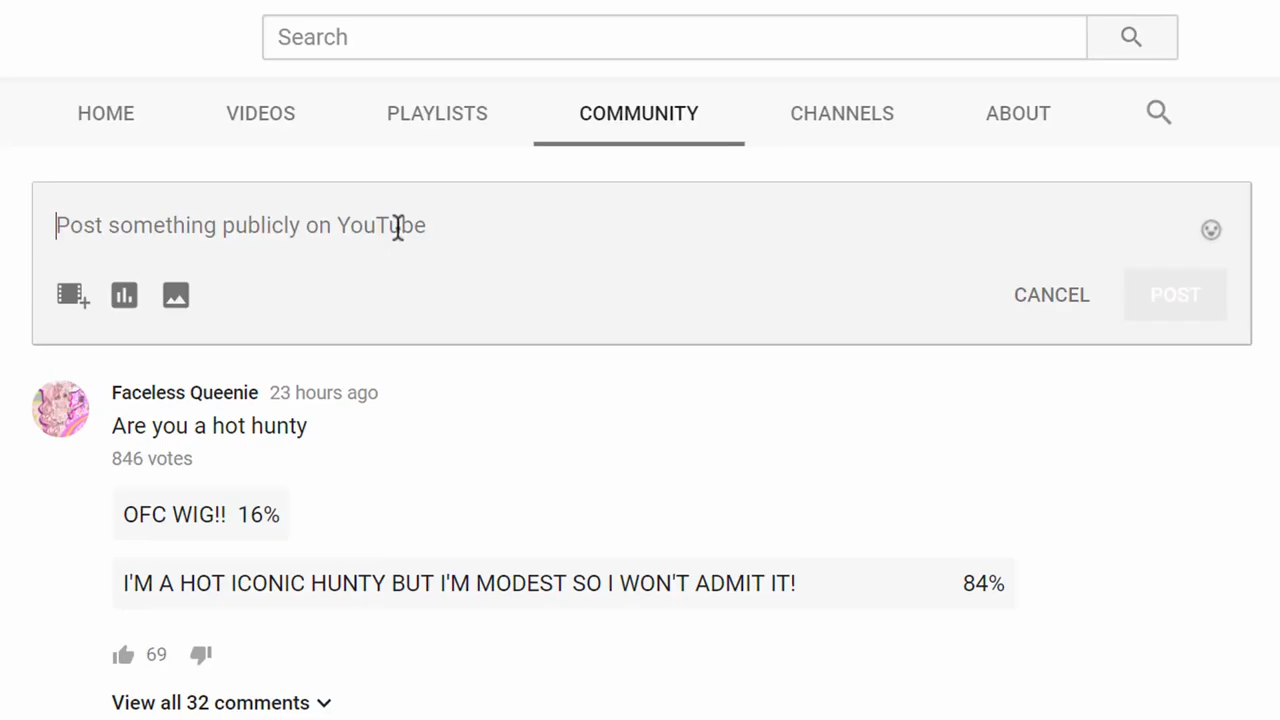 Search
HOME VIDEOS PLAYLISTS COMMUNITY CHANNELS ABOUT
Post something publicly on YouTube
CANCEL POST
Faceless Queenie 23 hours ago
Are you a hot hunty
846 votes
OFC WIG!! 16%
I'M A HOT ICONIC HUNTY BUT I'M MODEST SO I WON'T ADMIT IT! 84%
69
View all 32 comments